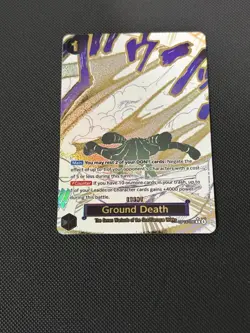 1
Main You may rest 2 of your DON!! cards: Negate the
effect of up to 1 of your opponent's Characters with a cost
of 5 or less during this turn.
Counter If you have 10 or more cards in your trash, up to
1 of your Leader or Character cards gains +4000 power
during this battle.
EVENT
Ground Death
The Seven Warlords of the Sea/